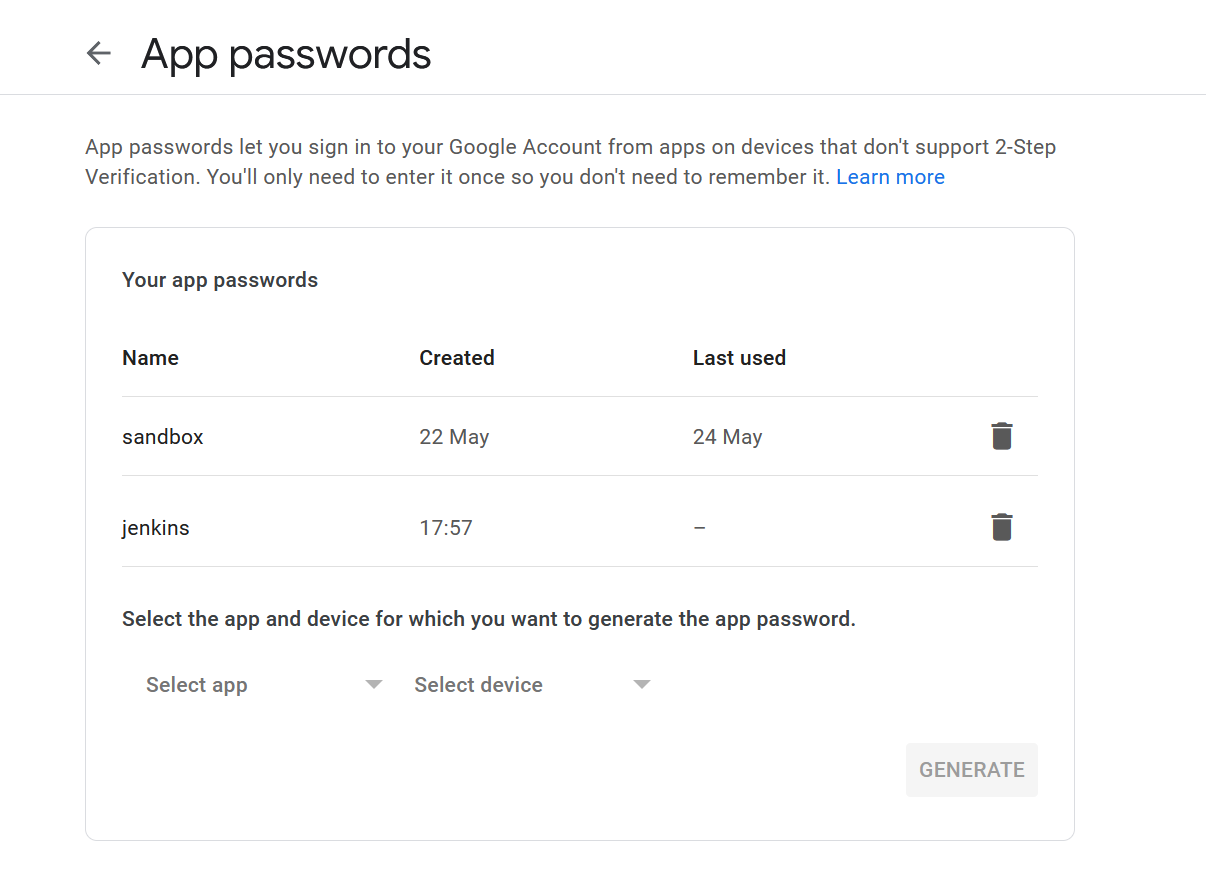 App passwords
App passwords let you sign in to your Google Account from apps on devices that don't support 2-Step
Verification. You'll only need to enter it once so you don't need to remember it. Learn more
Your app passwords
Name Created Last used
sandbox 22 May 24 May
jenkins 17:57 –
Select the app and device for which you want to generate the app password.
Select app Select device
GENERATE